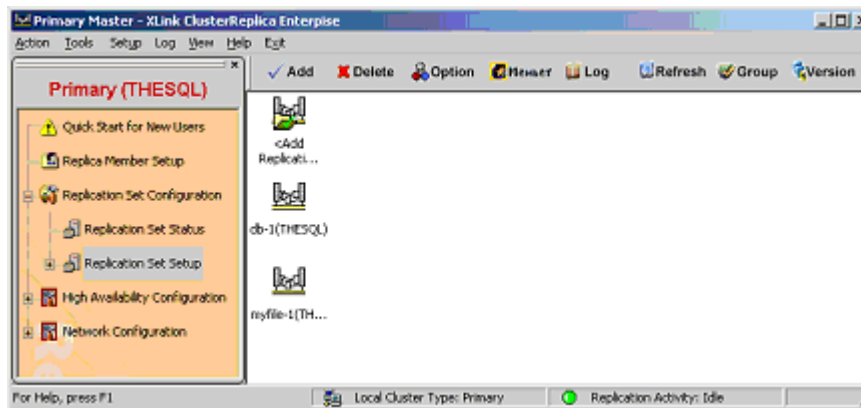 Primary Master - XLink ClusterReplica Enterpise
Action Tools Setup Log View Help Exit
Primary (THESQL)
Add Delete Option Member Log Refresh Group Version
Quick Start for New Users
Replica Member Setup
Replication Set Configuration
Replication Set Status
Replication Set Setup
High Availability Configuration
Network Configuration
<Add
Replicati...
db-1(THESQL)
myfile-1(TH...
For Help, press F1
Local Cluster Type: Primary
Replication Activity: Idle